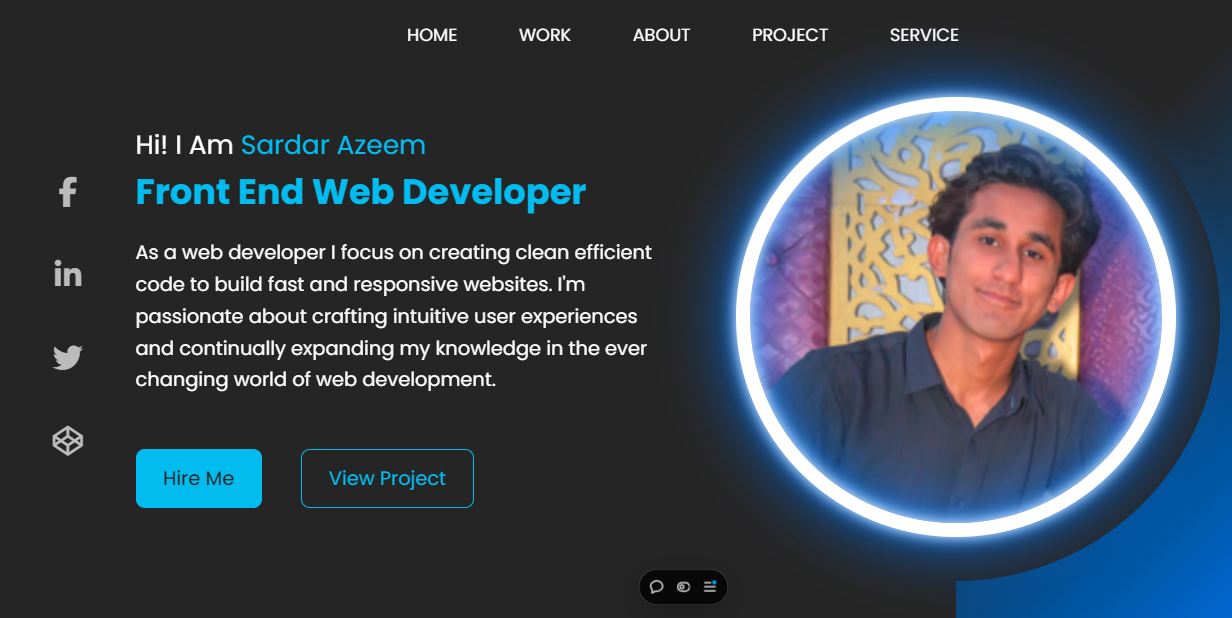 HOME WORK ABOUT PROJECT SERVICE
Hi! I Am Sardar Azeem
Front End Web Developer
As a web developer I focus on creating clean efficient
code to build fast and responsive websites. I'm
passionate about crafting intuitive user experiences
and continually expanding my knowledge in the ever
changing world of web development.
Hire Me View Project